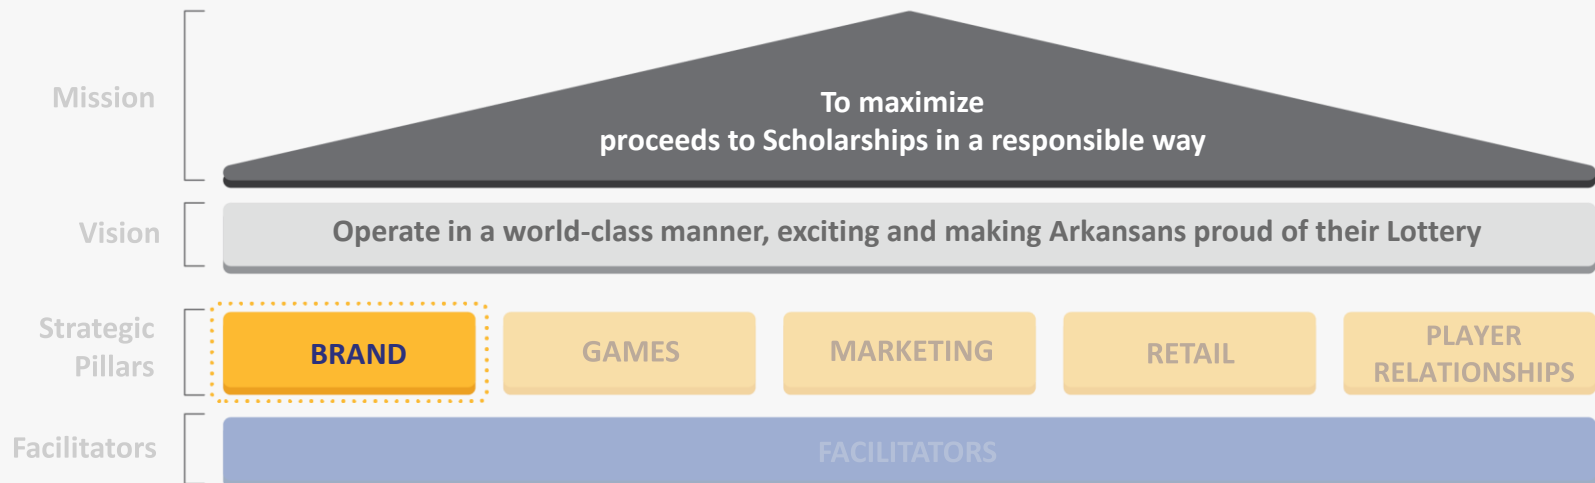 Mission
To maximize
proceeds to Scholarships in a responsible way
Vision
Operate in a world-class manner, exciting and making Arkansans proud of their Lottery
Strategic
Pillars
BRAND
GAMES
MARKETING
RETAIL
PLAYER
RELATIONSHIPS
Facilitators
FACILITATORS